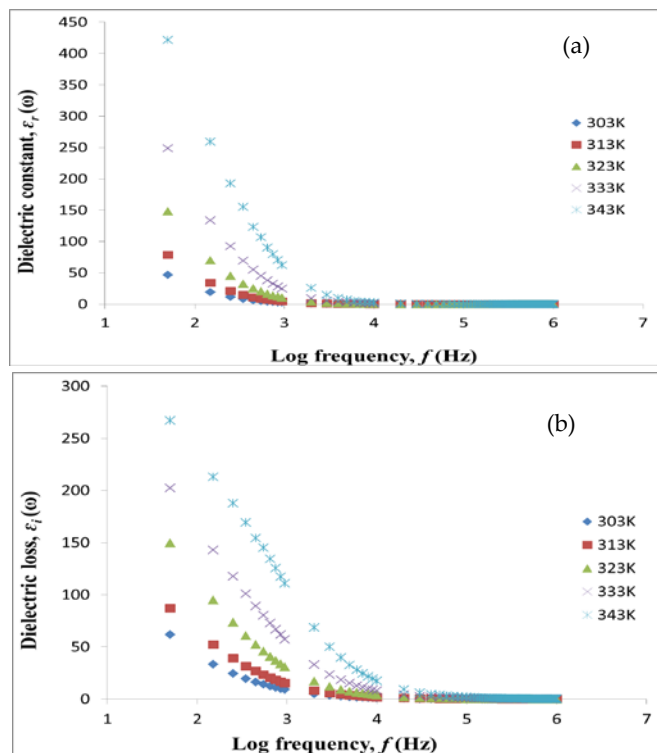 (a)
Dielectric constant, εr (ω)
450
400
350
300
250
200
150
100
50
0
303K
313K
323K
333K
343K
1 2 3 4 5 6 7
Log frequency, f (Hz)
(b)
Dielectric loss, εi (ω)
300
250
200
150
100
50
0
303K
313K
323K
333K
343K
1 2 3 4 5 6 7
Log frequency, f (Hz)